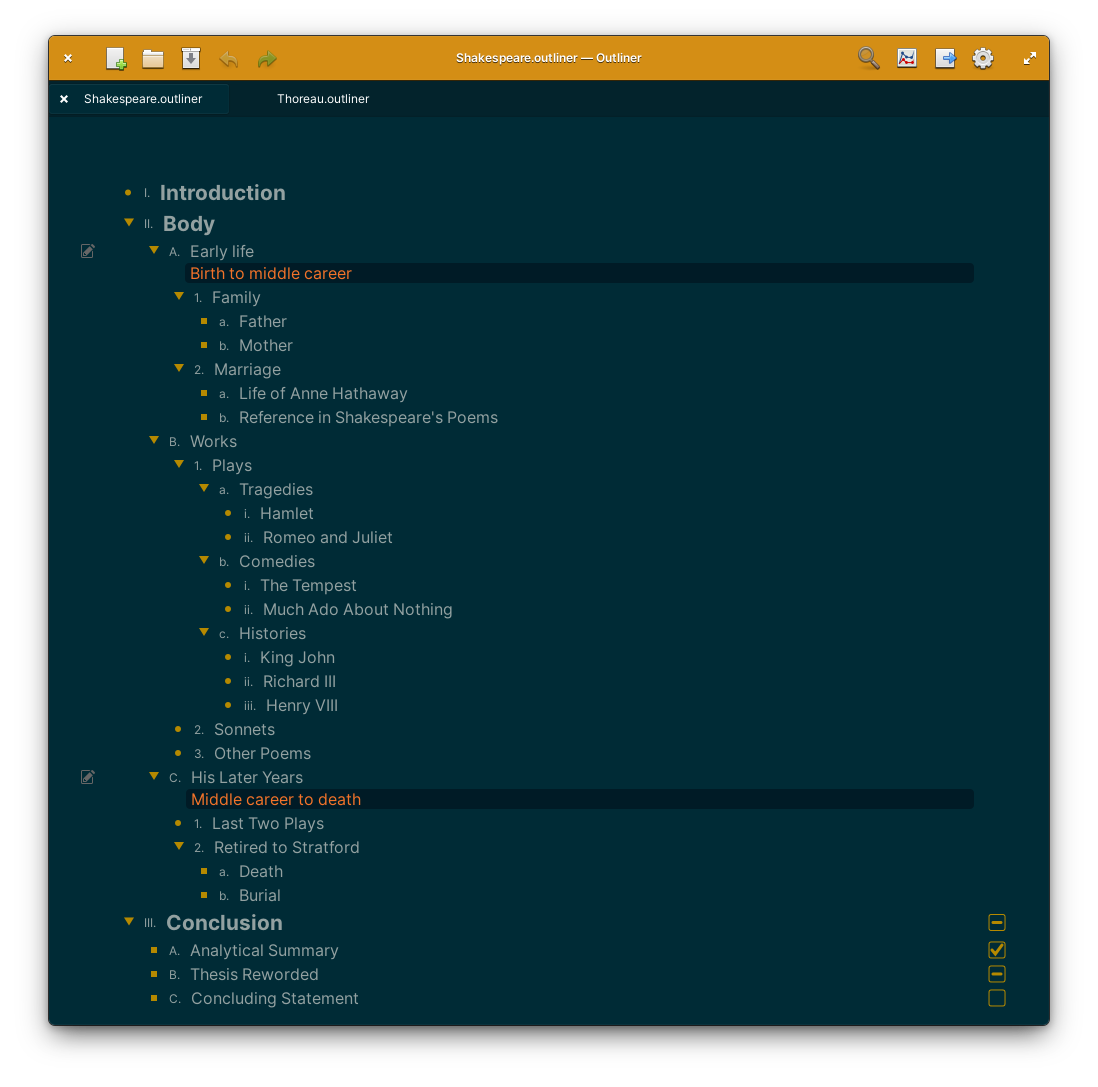 Shakespeare.outliner — Outliner
Shakespeare.outliner Thoreau.outliner
I. Introduction
II. Body
A. Early life
Birth to middle career
1. Family
a. Father
b. Mother
2. Marriage
a. Life of Anne Hathaway
b. Reference in Shakespeare's Poems
B. Works
1. Plays
a. Tragedies
i. Hamlet
ii. Romeo and Juliet
b. Comedies
i. The Tempest
ii. Much Ado About Nothing
c. Histories
i. King John
ii. Richard III
iii. Henry VIII
2. Sonnets
3. Other Poems
C. His Later Years
Middle career to death
1. Last Two Plays
2. Retired to Stratford
a. Death
b. Burial
III. Conclusion
A. Analytical Summary
B. Thesis Reworded
C. Concluding Statement